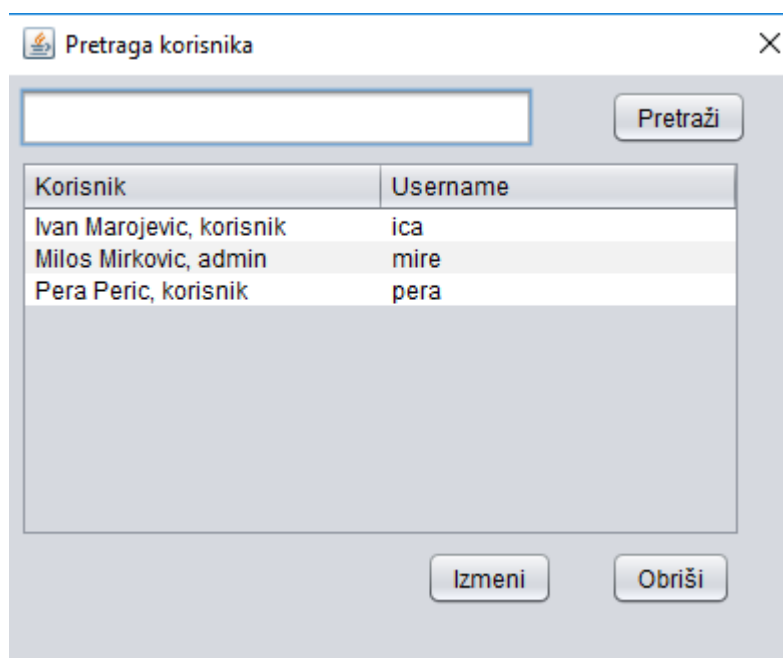 Pretraga korisnika
Pretraži
Korisnik Username
Ivan Marojevic, korisnik ica
Milos Mirkovic, admin mire
Pera Peric, korisnik pera
Izmeni Obriši